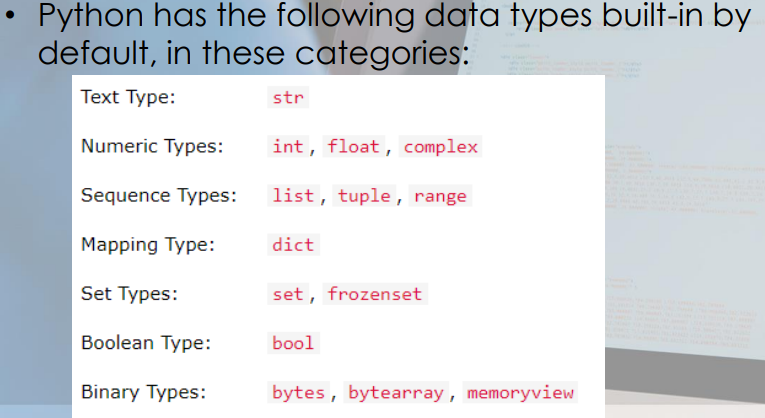 • Python has the following data types built-in by
default, in these categories:
Text Type: str
Numeric Types: int, float, complex
Sequence Types: list, tuple, range
Mapping Type: dict
Set Types: set, frozenset
Boolean Type: bool
Binary Types: bytes, bytearray, memoryview